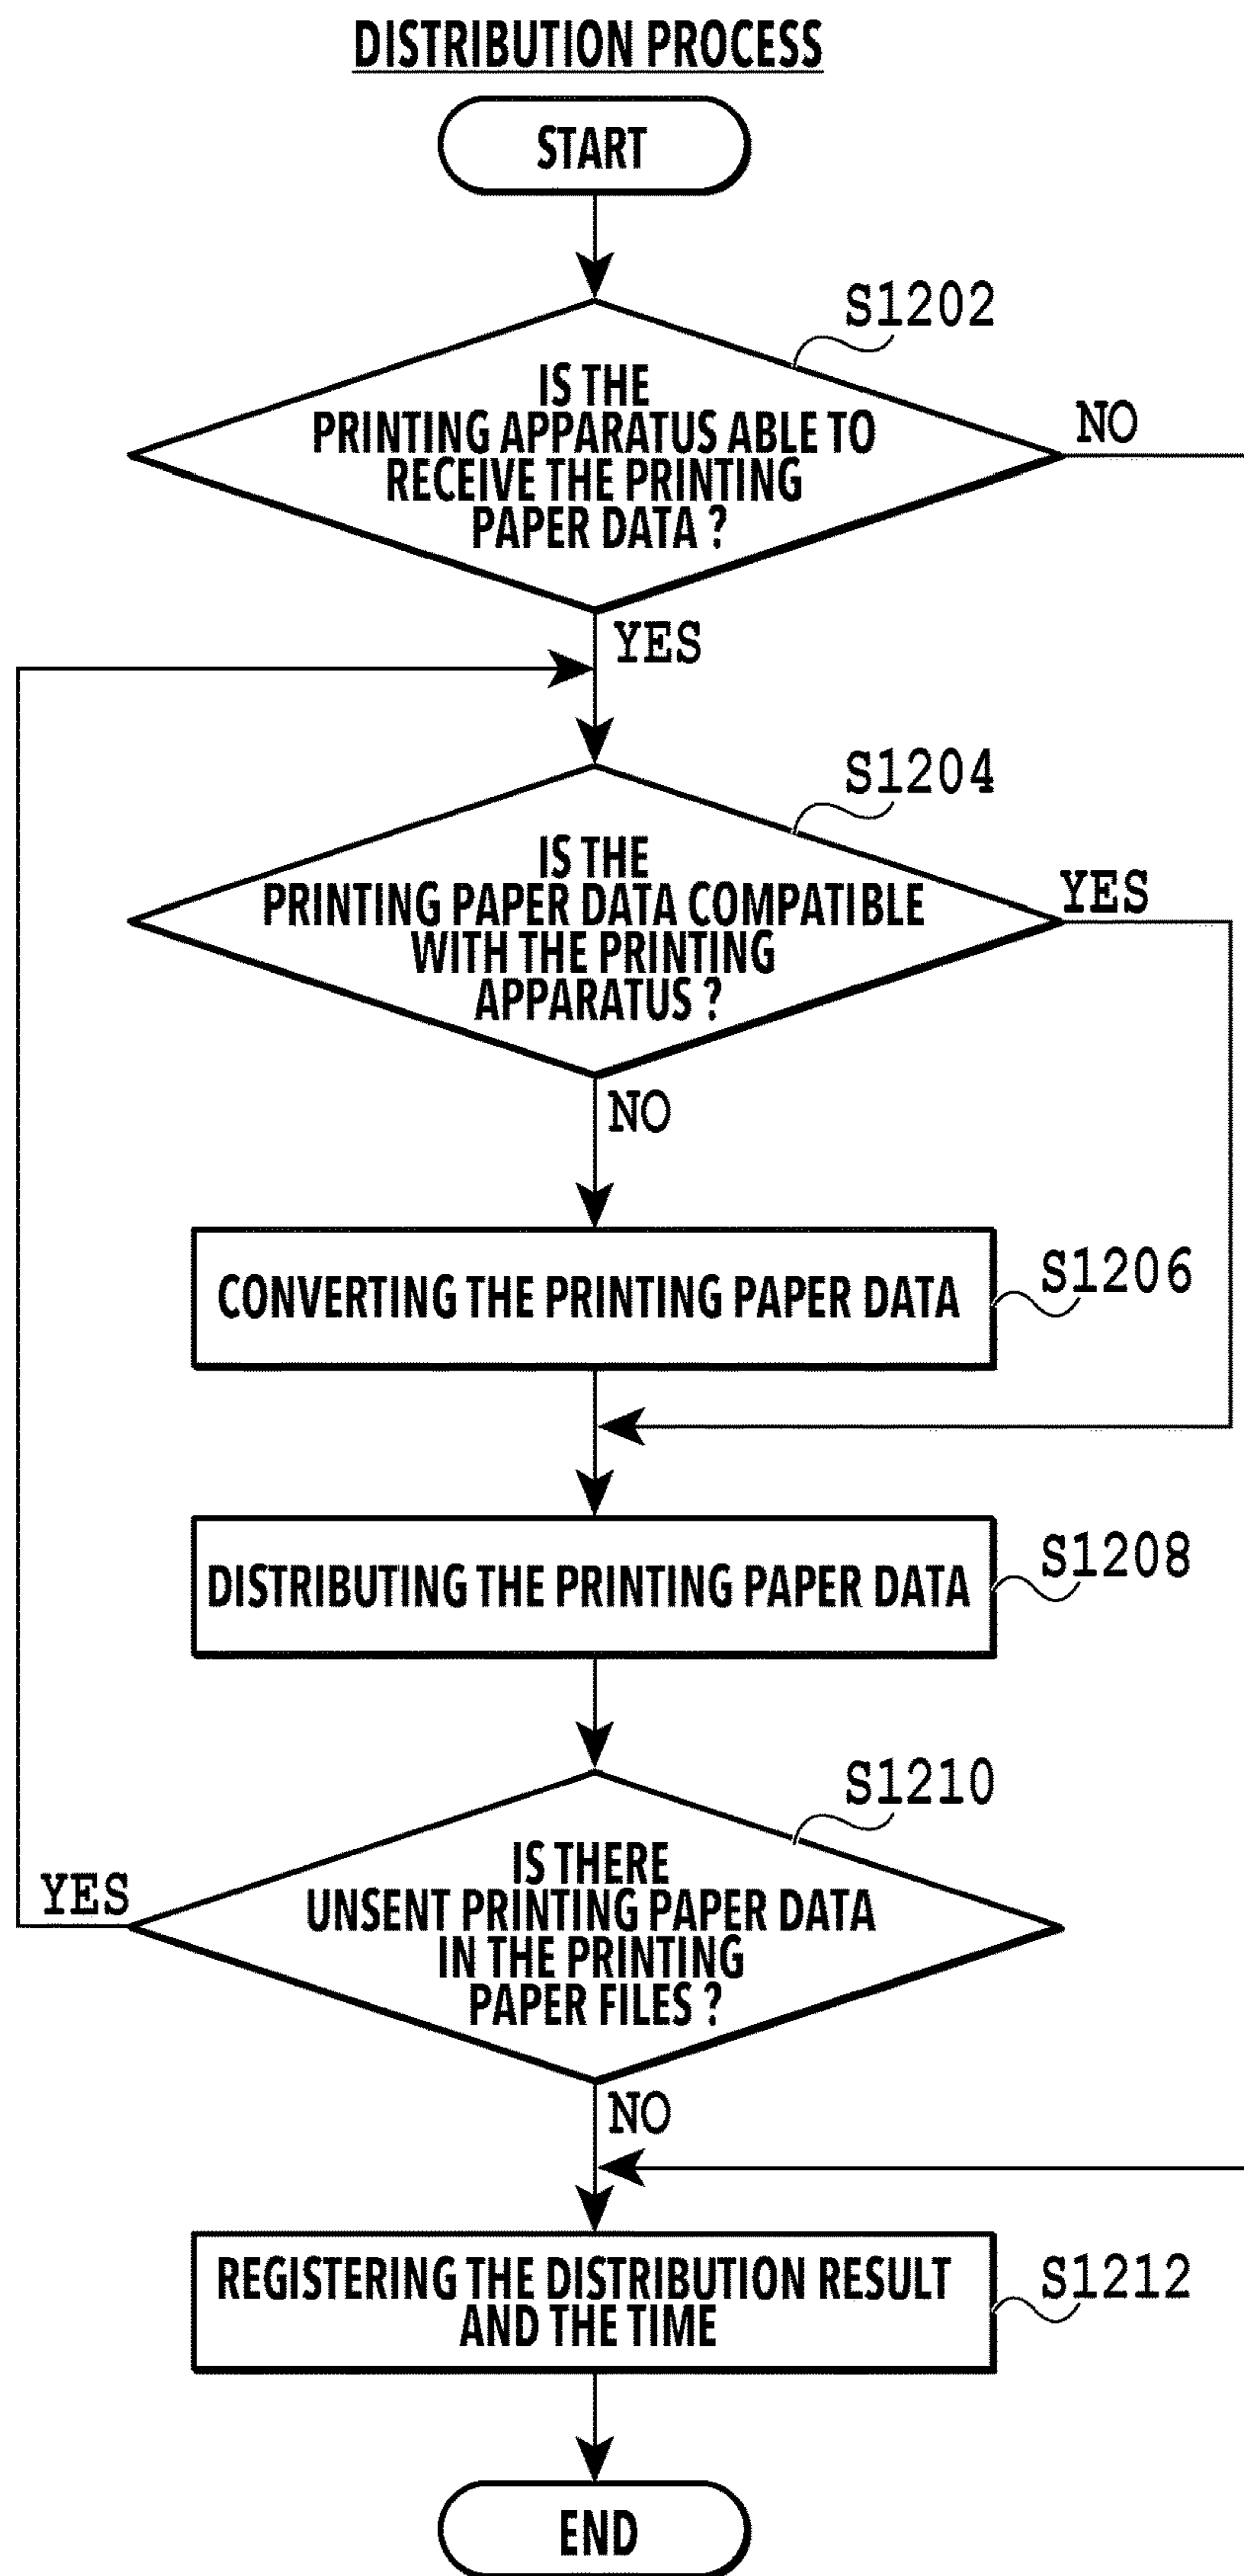 DISTRIBUTION PROCESS
START
S1202
IS THE
PRINTING APPARATUS ABLE TO
RECEIVE THE PRINTING
PAPER DATA ?
NO
YES
S1204
IS THE
PRINTING PAPER DATA COMPATIBLE
WITH THE PRINTING
APPARATUS ?
YES
NO
CONVERTING THE PRINTING PAPER DATA
S1206
DISTRIBUTING THE PRINTING PAPER DATA
S1208
S1210
IS THERE
UNSENT PRINTING PAPER DATA
IN THE PRINTING
PAPER FILES ?
YES
NO
REGISTERING THE DISTRIBUTION RESULT
AND THE TIME
S1212
END